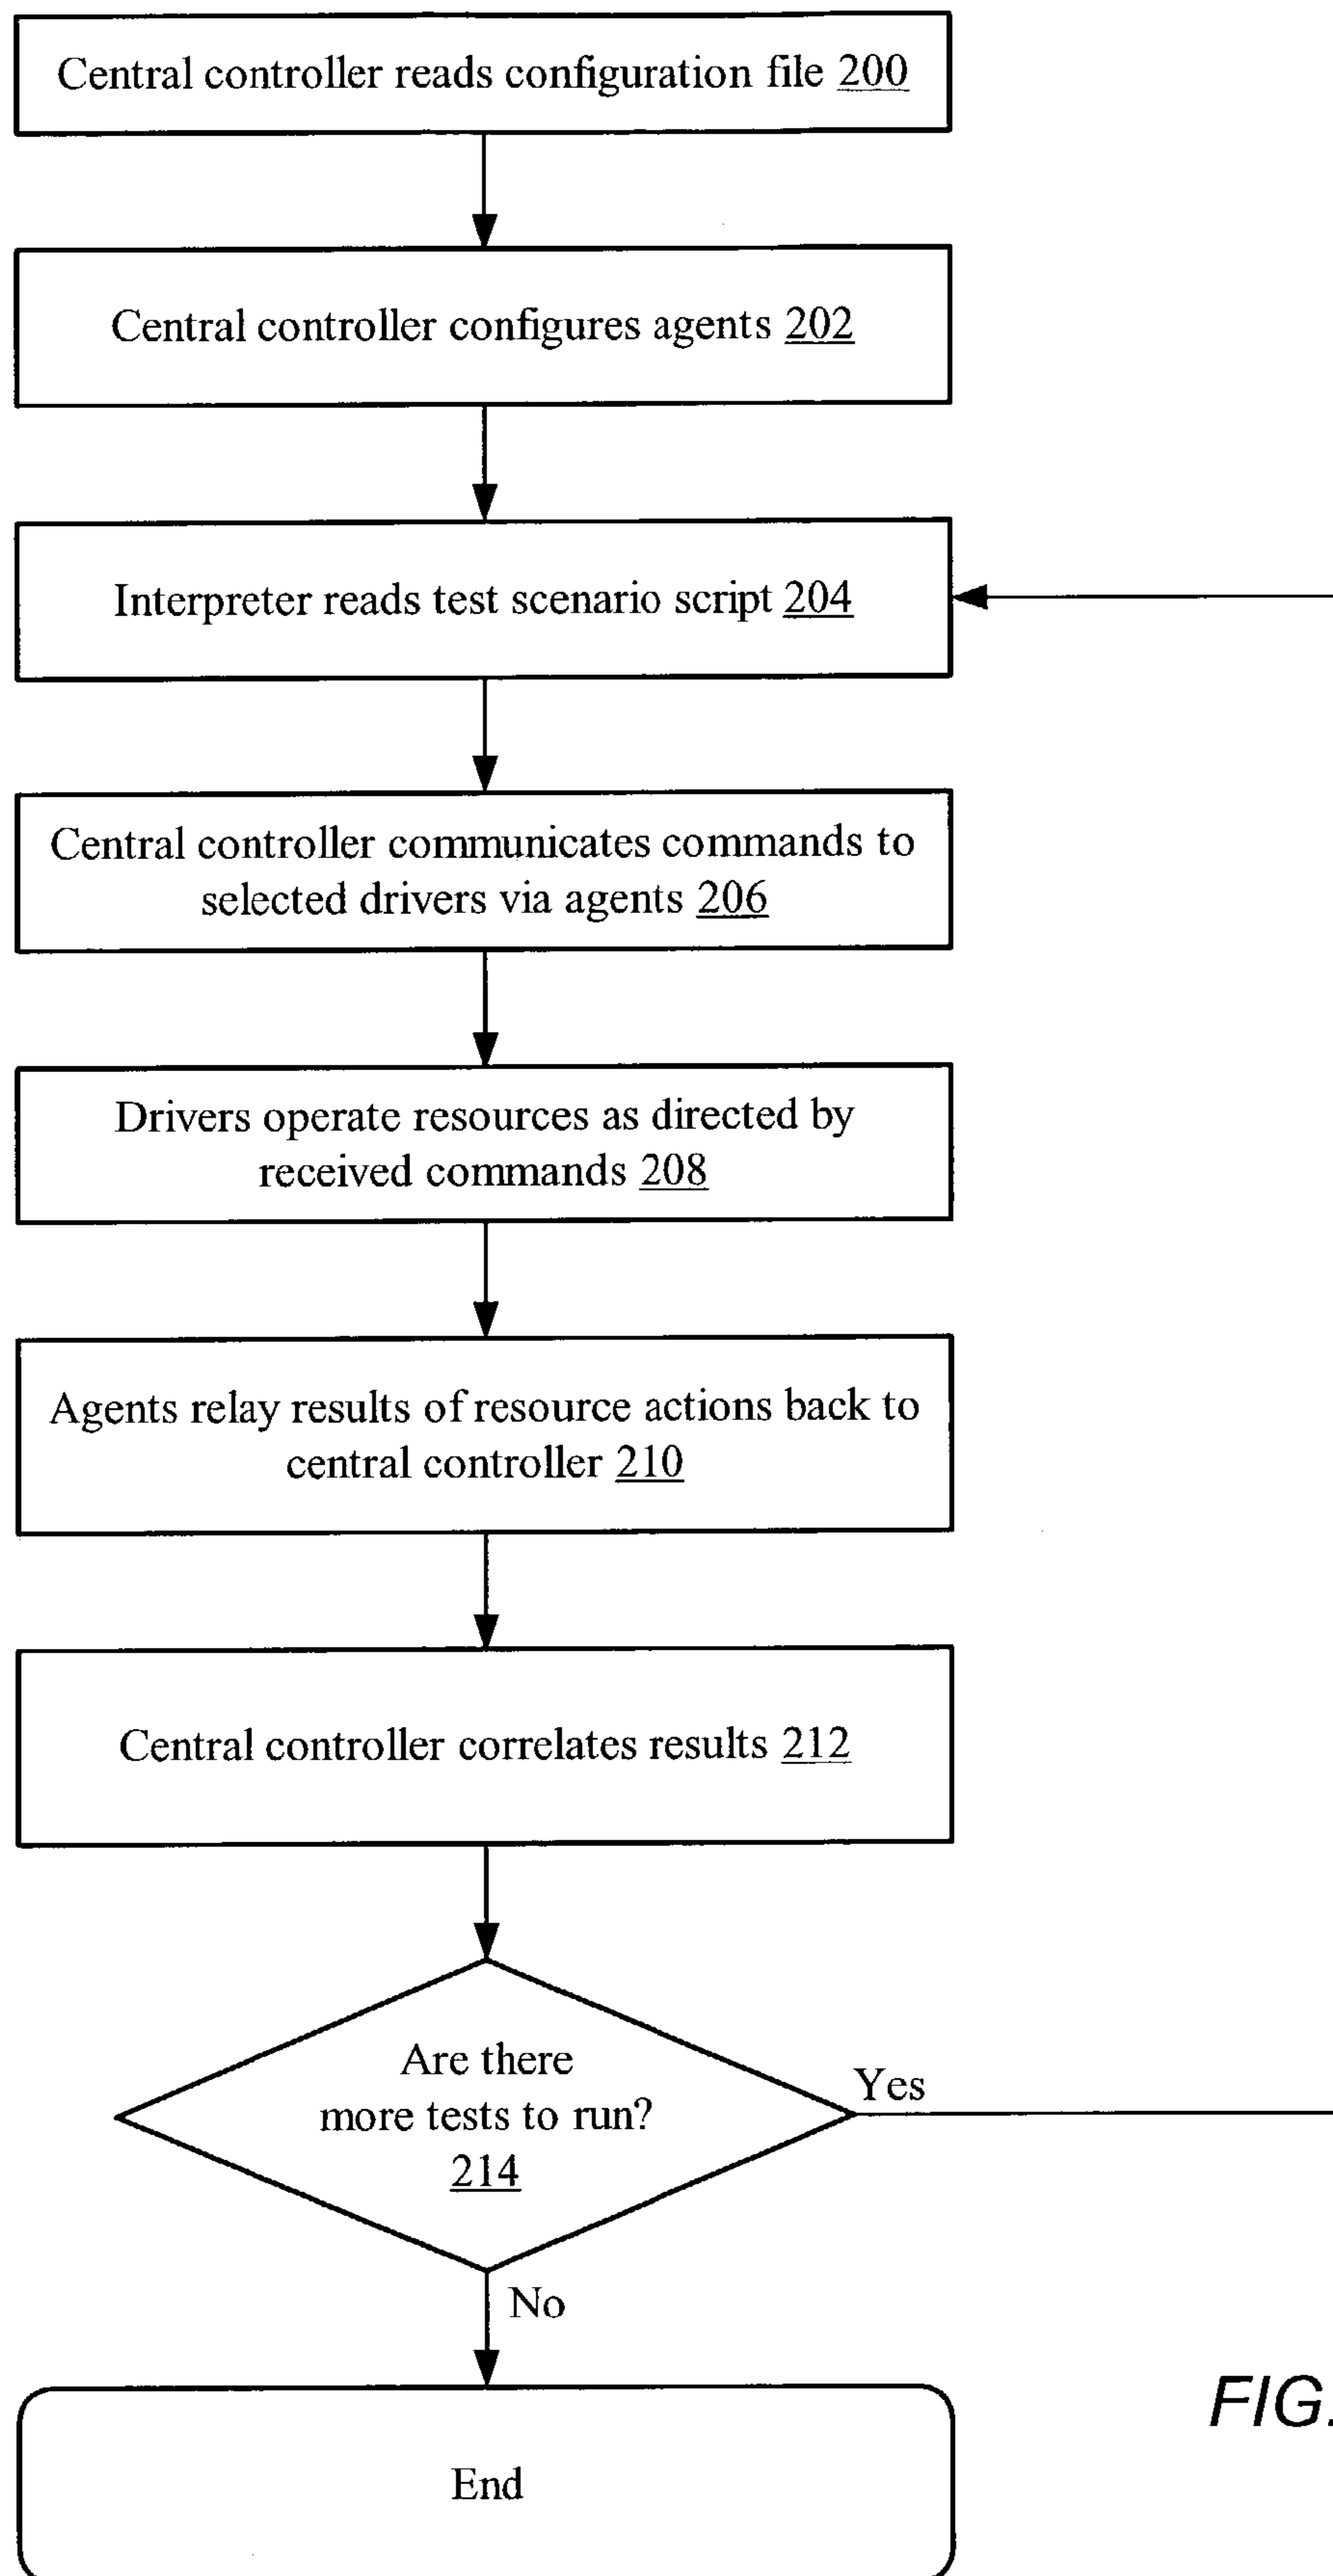 Central controller reads configuration file 200
Central controller configures agents 202
Interpreter reads test scenario script 204
Central controller communicates commands to
selected drivers via agents 206
Drivers operate resources as directed by
received commands 208
Agents relay results of resource actions back to
central controller 210
Central controller correlates results 212
Are there
more tests to run?
214
Yes
No
FIG.
End